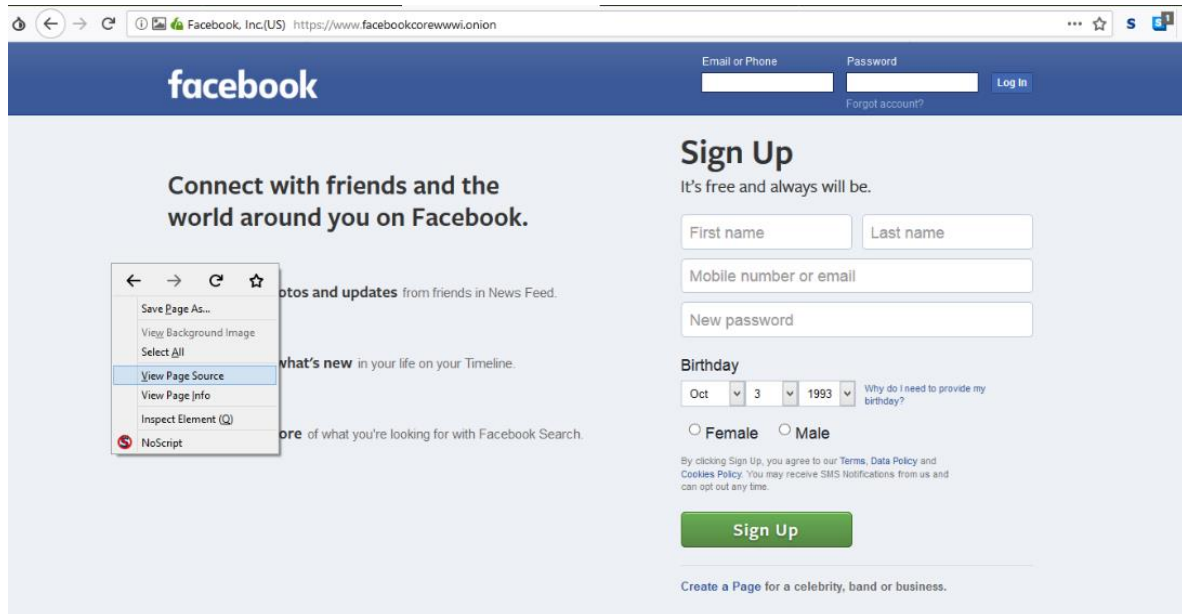 Facebook, Inc.(US) https://www.facebookcorewwwi.onion
S S 1
facebook
Email or Phone Password
Log In
Forgot account?
Connect with friends and the
world around you on Facebook.
Save Page As...
View Background Image
Select All
View Page Source
View Page Info
Inspect Element (Q)
NoScript
otos and updates from friends in News Feed.
what's new in your life on your Timeline.
ore of what you're looking for with Facebook Search.
Sign Up
It's free and always will be.
First name Last name
Mobile number or email
New password
Birthday
Oct 3 1993 Why do I need to provide my
birthday?
Female Male
By clicking Sign Up, you agree to our Terms, Data Policy and
Cookies Policy. You may receive SMS Notifications from us and
can opt out any time.
Sign Up
Create a Page for a celebrity, band or business.